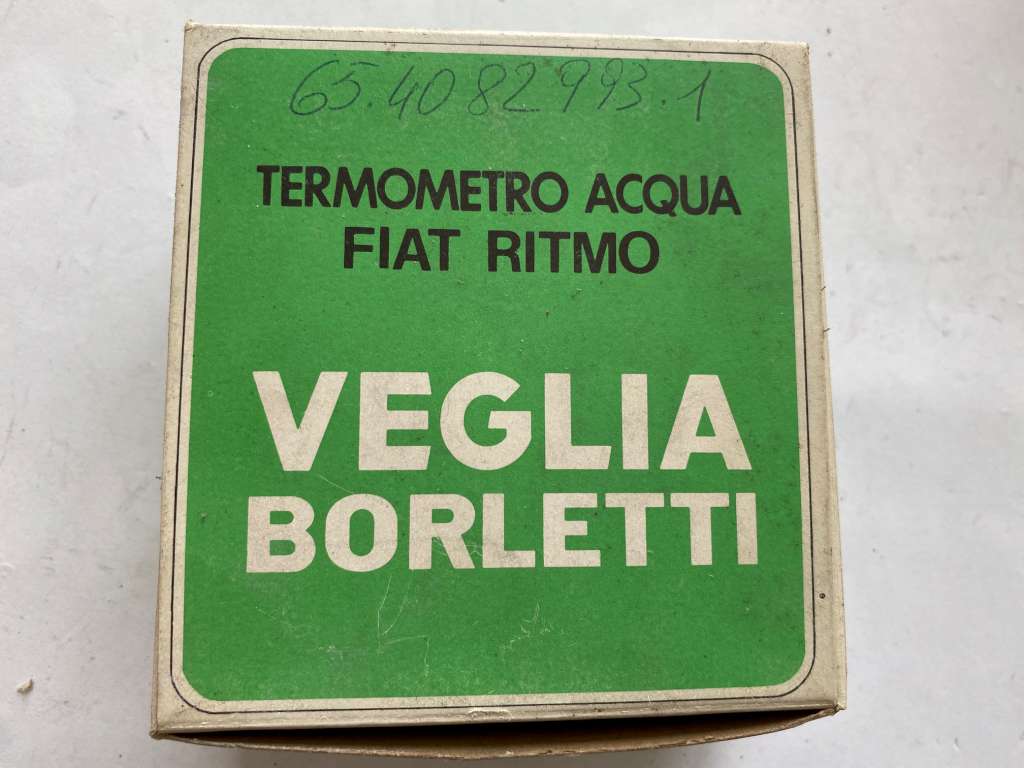 65.4082993.1
TERMOMETRO ACQUA
FIAT RITMO
VEGLIA
BORLETTI